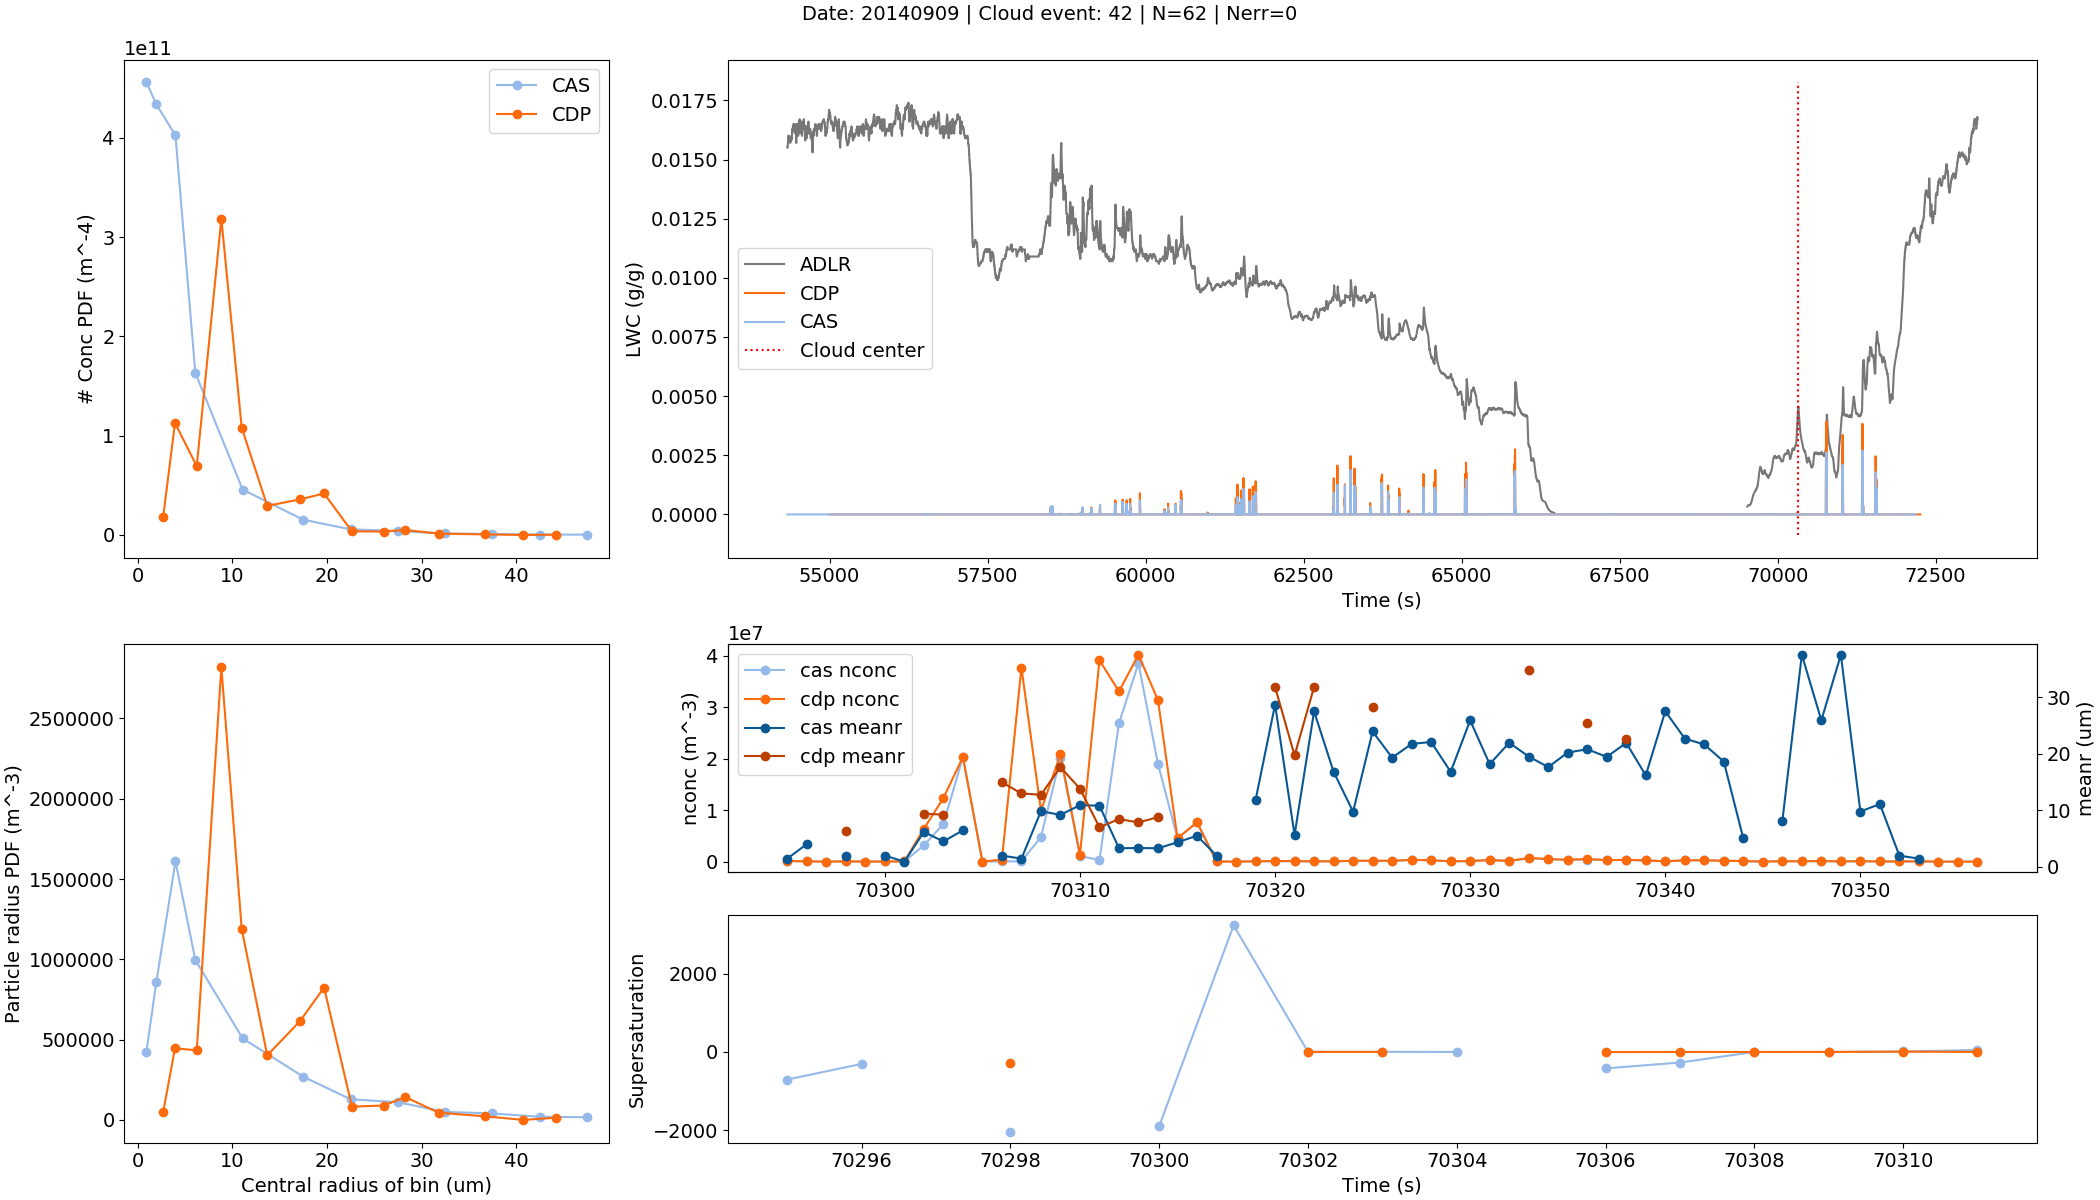 Date: 20140909 | Cloud event: 42 | N=62 | Nerr=0
1e11
# Conc PDF (m^-4)
4
3
2
1
0
CAS
CDP
0 10 20 30 40
LWC (g/g)
0.0175
0.0150
0.0125
0.0100
0.0075
0.0050
0.0025
0.0000
ADLR
CDP
CAS
Cloud center
55000 57500 60000 62500 65000 67500 70000 72500
Time (s)
Particle radius PDF (m^-3)
2500000
2000000
1500000
1000000
500000
0
0 10 20 30 40
Central radius of bin (um)
1e7
nconc (m^-3)
4
3
2
1
0
cas nconc
cdp nconc
cas meanr
cdp meanr
30
20
10
0
meanr (um)
70300 70310 70320 70330 70340 70350
Supersaturation
2000
0
−2000
70296 70298 70300 70302 70304 70306 70308 70310
Time (s)